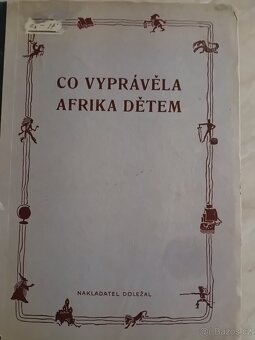 CO VYPRÁVĚLA
AFRIKA DĚTEM
NAKLADATEL DOLEŽAL